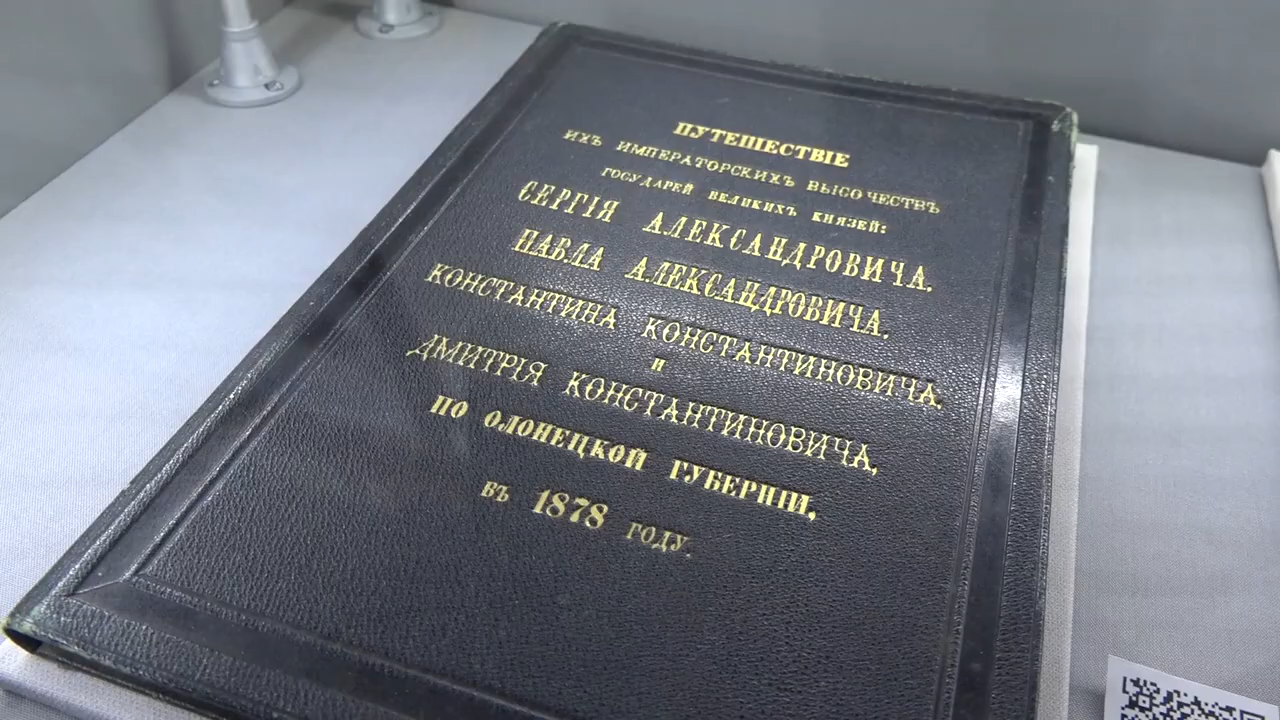 ПУТЕШЕСТВІЕ
ИХЪ ИМПЕРАТОРСКИХЪ ВЫСОЧЕСТВЪ
ГОСУДАРЕЙ ВЕЛИКИХЪ КНЯЗЕЙ:
СЕРГІЯ АЛЕКСАНДРОВИЧА.
ПАВЛА АЛЕКСАНДРОВИЧА.
КОНСТАНТИНА КОНСТАНТИНОВИЧА.
И
ДМИТРІЯ КОНСТАНТИНОВИЧА,
ПО ОЛОНЕЦКОЙ ГУБЕРНІИ,
ВЪ 1878 ГОДУ.